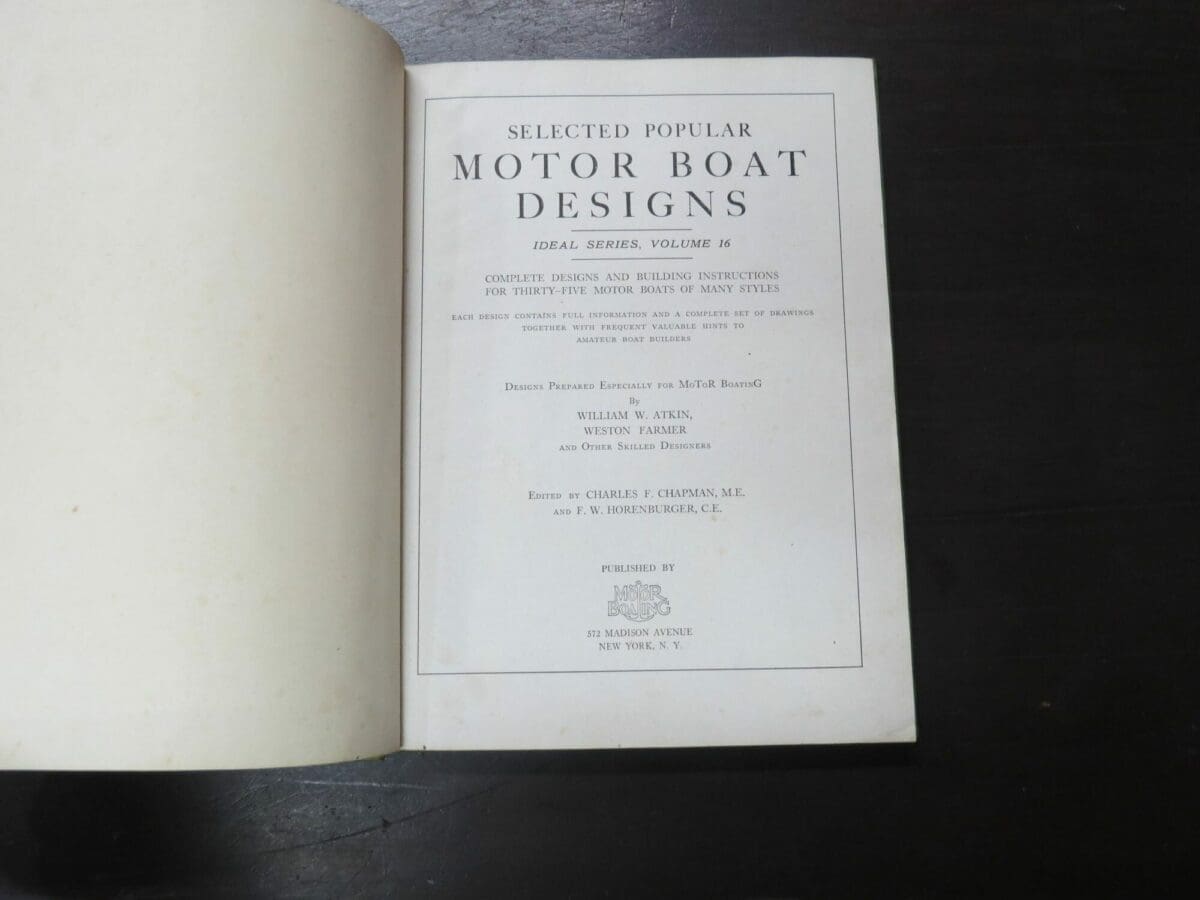 SELECTED POPULAR
MOTOR BOAT
DESIGNS
IDEAL SERIES, VOLUME 16
COMPLETE DESIGNS AND BUILDING INSTRUCTIONS
FOR THIRTY-FIVE MOTOR BOATS OF MANY STYLES
EACH DESIGN CONTAINS FULL INFORMATION AND A COMPLETE SET OF DRAWINGS
TOGETHER WITH FREQUENT VALUABLE HINTS TO
AMATEUR BOAT BUILDERS
DESIGNS PREPARED ESPECIALLY FOR MoToR BoatinG
By
WILLIAM W. ATKIN,
WESTON FARMER
AND OTHER SKILLED DESIGNERS
EDITED BY CHARLES F. CHAPMAN, M.E.
AND F. W. HORENBURGER, C.E.
PUBLISHED BY
MoToR
BOATING
572 MADISON AVENUE
NEW YORK, N. Y.